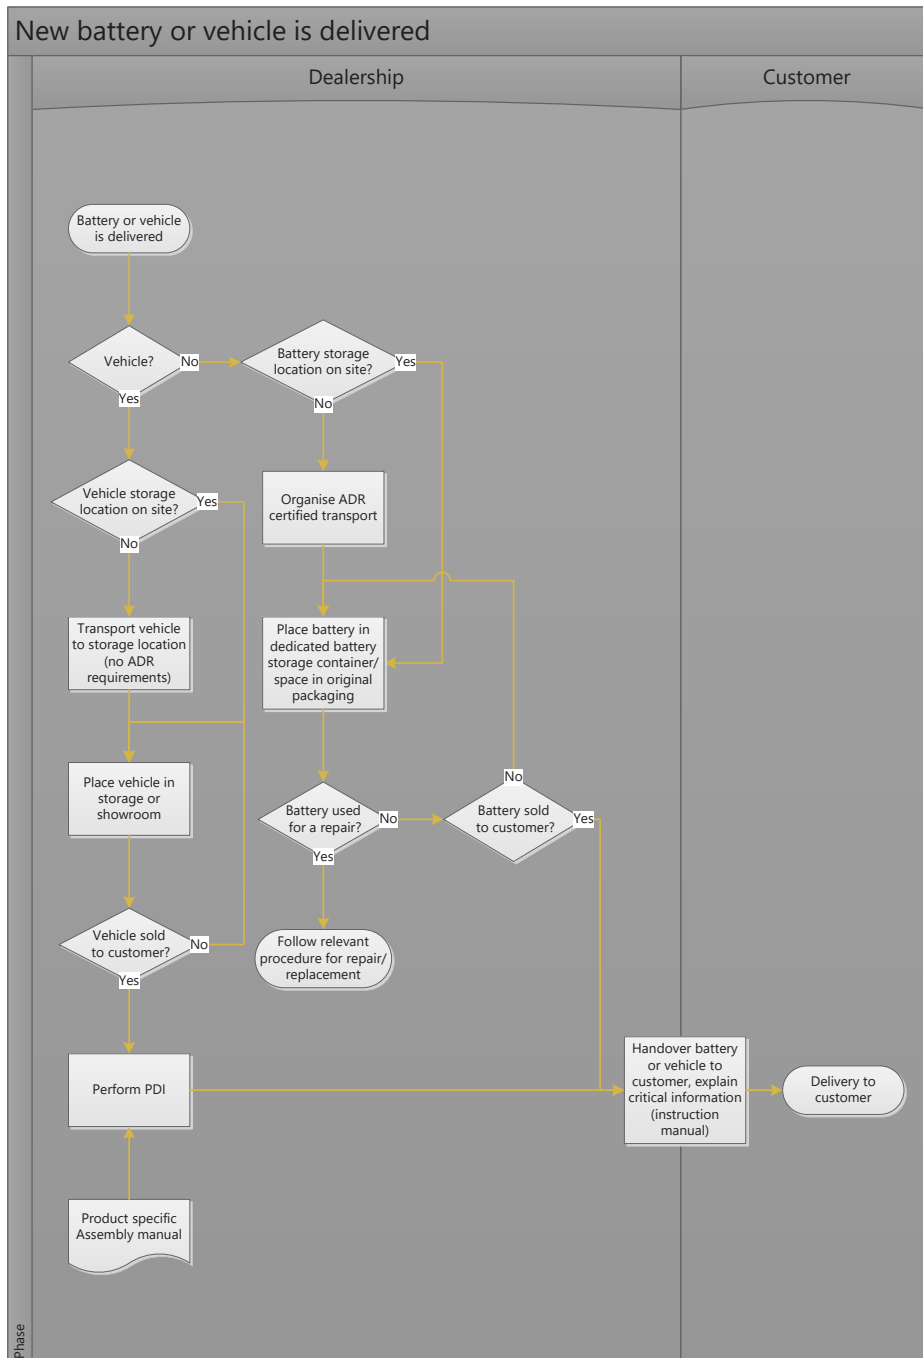 New battery or vehicle is delivered
Dealership
Customer
Battery or vehicle
is delivered
Vehicle?
No
Yes
Battery storage
location on site?
Yes
No
Vehicle storage
location on site?
Yes
No
Organise ADR
certified transport
Transport vehicle
to storage location
(no ADR
requirements)
Place battery in
dedicated battery
storage container/
space in original
packaging
Place vehicle in
storage or
showroom
Battery used
for a repair?
No
Yes
No
Battery sold
to customer?
Yes
Vehicle sold
to customer?
No
Yes
Follow relevant
procedure for repair/
replacement
Perform PDI
Handover battery
or vehicle to
customer, explain
critical information
(instruction
manual)
Delivery to
customer
Product specific
Assembly manual
Phase